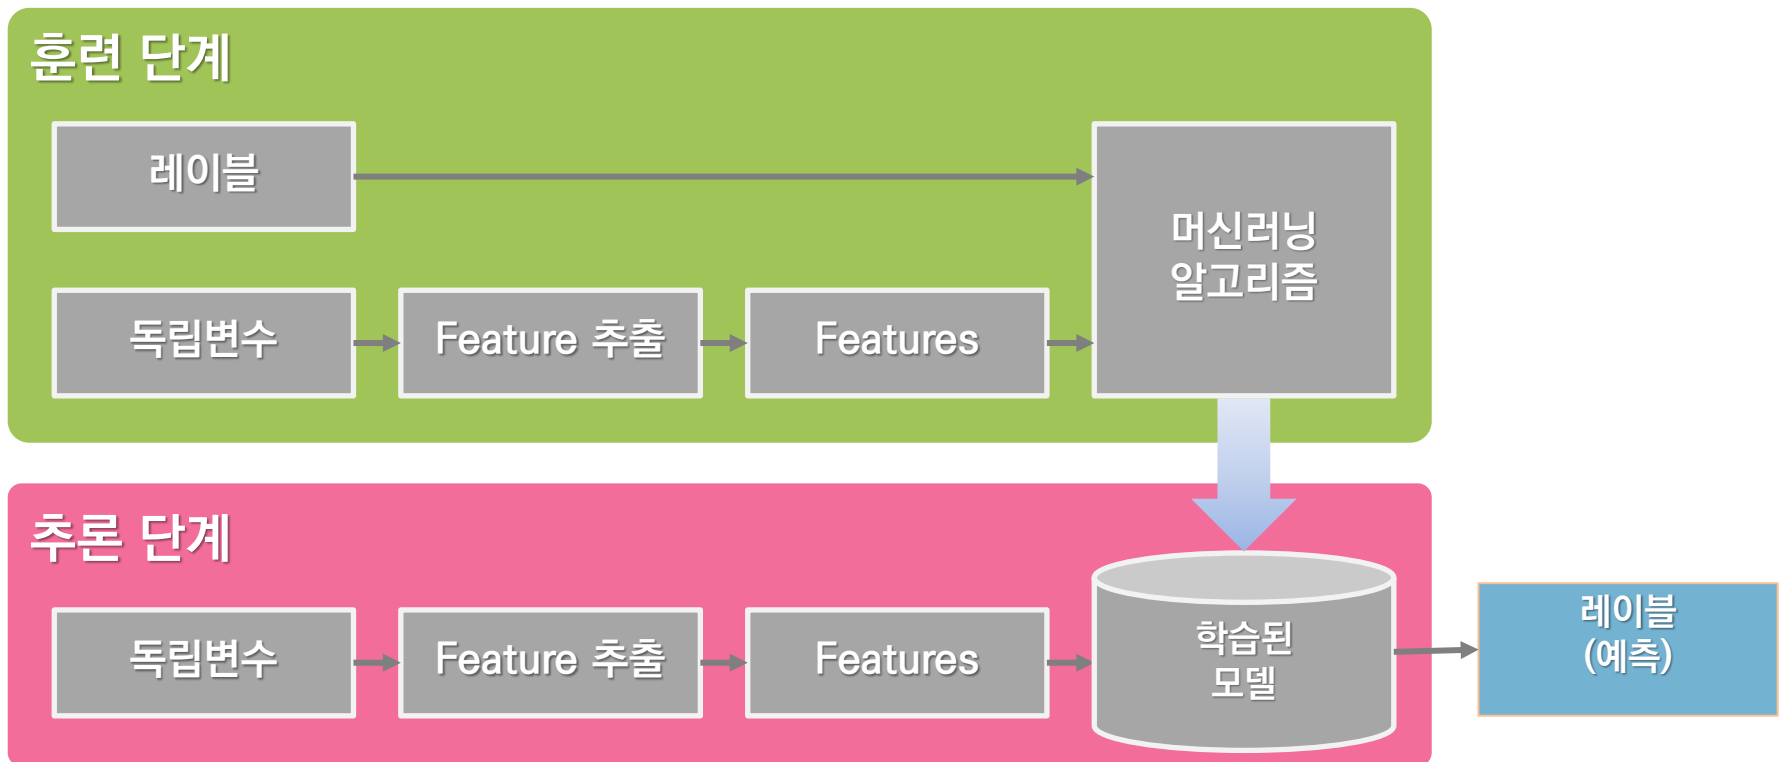 훈련 단계
레이블
머신러닝
알고리즘
독립변수
Feature 추출
Features
추론 단계
독립변수
Feature 추출
Features
학습된
모델
레이블
(예측)